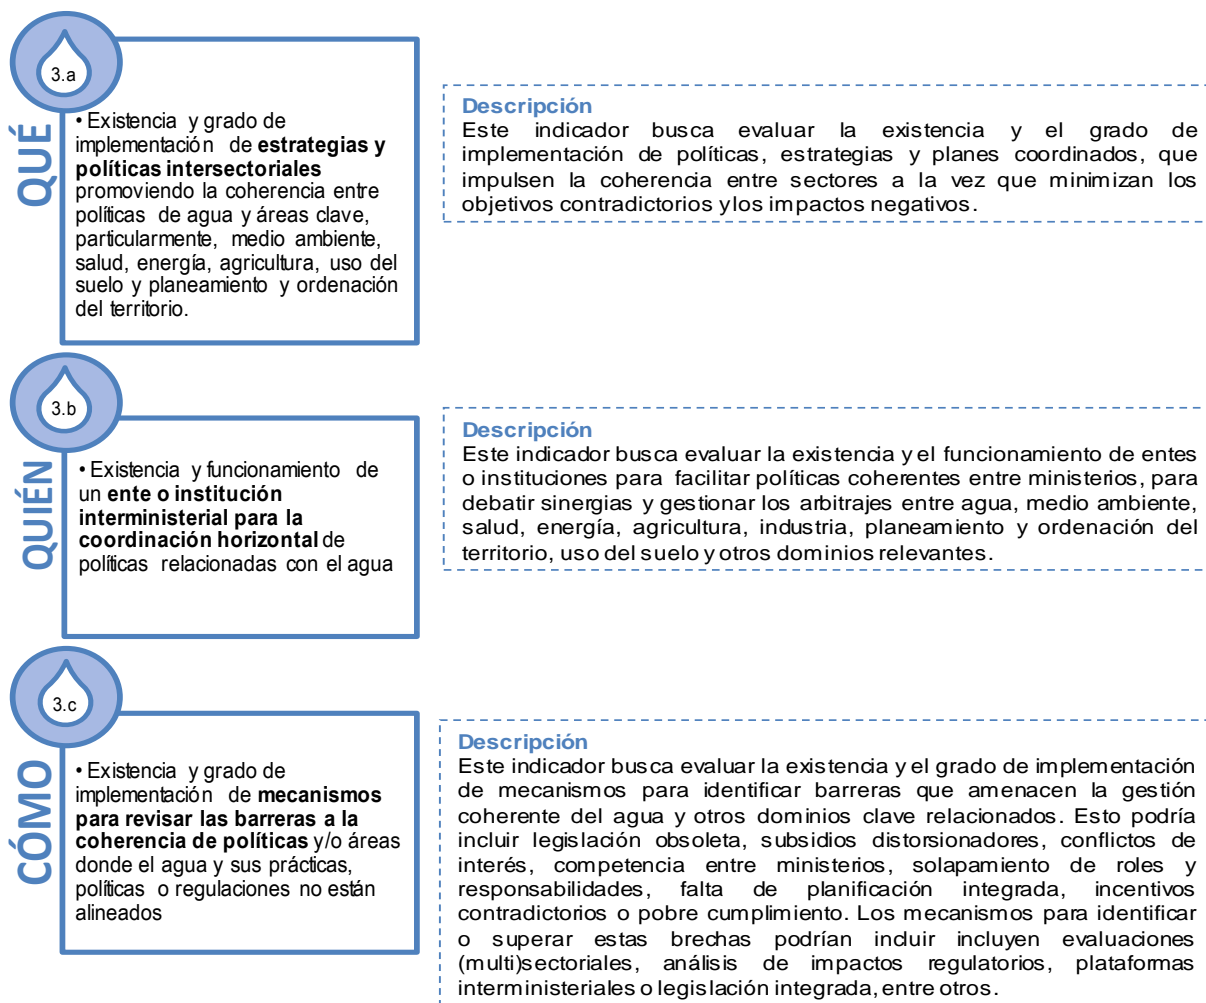 3.a
QUÉ
• Existencia y grado de
implementación de estrategias y
políticas intersectoriales
promoviendo la coherencia entre
políticas de agua y áreas clave,
particularmente, medio ambiente,
salud, energía, agricultura, uso del
suelo y planeamiento y ordenación
del territorio.
Descripción
Este indicador busca evaluar la existencia y el grado de
implementación de políticas, estrategias y planes coordinados, que
impulsen la coherencia entre sectores a la vez que minimizan los
objetivos contradictorios y los impactos negativos.
3.b
QUIÉN
• Existencia y funcionamiento de
un ente o institución
interministerial para la
coordinación horizontal de
políticas relacionadas con el agua
Descripción
Este indicador busca evaluar la existencia y el funcionamiento de entes
o instituciones para facilitar políticas coherentes entre ministerios, para
debatir sinergias y gestionar los arbitrajes entre agua, medio ambiente,
salud, energía, agricultura, industria, planeamiento y ordenación del
territorio, uso del suelo y otros dominios relevantes.
3.c
CÓMO
• Existencia y grado de
implementación de mecanismos
para revisar las barreras a la
coherencia de políticas y/o áreas
donde el agua y sus prácticas,
políticas o regulaciones no están
alineados
Descripción
Este indicador busca evaluar la existencia y el grado de implementación
de mecanismos para identificar barreras que amenacen la gestión
coherente del agua y otros dominios clave relacionados. Esto podría
incluir legislación obsoleta, subsidios distorsionadores, conflictos de
interés, competencia entre ministerios, solapamiento de roles y
responsabilidades, falta de planificación integrada, incentivos
contradictorios o pobre cumplimiento. Los mecanismos para identificar
o superar estas brechas podrían incluir incluyen evaluaciones
(multi)sectoriales, análisis de impactos regulatorios, plataformas
interministeriales o legislación integrada, entre otros.